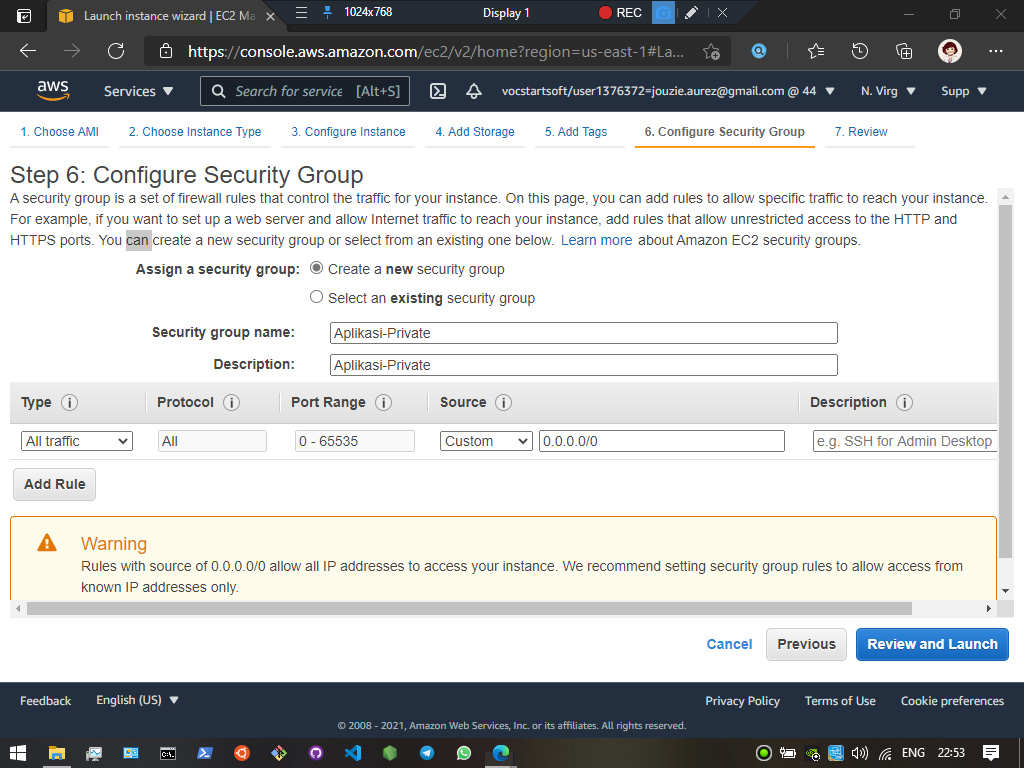 1024x768
Display 1
REC
Launch instance wizard | EC2 Ma
https://console.aws.amazon.com/ec2/v2/home?region=us-east-1#La...
aws
Services
Search for service
[Alt+S]
vocstartsoft/user1376372=jouzie.aurez@gmail.com @ 44
N. Virg
Supp
1. Choose AMI
2. Choose Instance Type
3. Configure Instance
4. Add Storage
5. Add Tags
6. Configure Security Group
7. Review
Step 6: Configure Security Group
A security group is a set of firewall rules that control the traffic for your instance. On this page, you can add rules to allow specific traffic to reach your instance.
For example, if you want to set up a web server and allow Internet traffic to reach your instance, add rules that allow unrestricted access to the HTTP and
HTTPS ports. You can create a new security group or select from an existing one below. Learn more about Amazon EC2 security groups.
Assign a security group:
Create a new security group
Select an existing security group
Security group name:
Aplikasi-Private
Description:
Aplikasi-Private
Type
Protocol
Port Range
Source
Description
All traffic
All
0 - 65535
Custom
0.0.0.0/0
e.g. SSH for Admin Desktop
Add Rule
Warning
Rules with source of 0.0.0.0/0 allow all IP addresses to access your instance. We recommend setting security group rules to allow access from
known IP addresses only.
Cancel
Previous
Review and Launch
Feedback
English (US)
Privacy Policy
Terms of Use
Cookie preferences
© 2008 - 2021, Amazon Web Services, Inc. or its affiliates. All rights reserved.
ENG
22:53